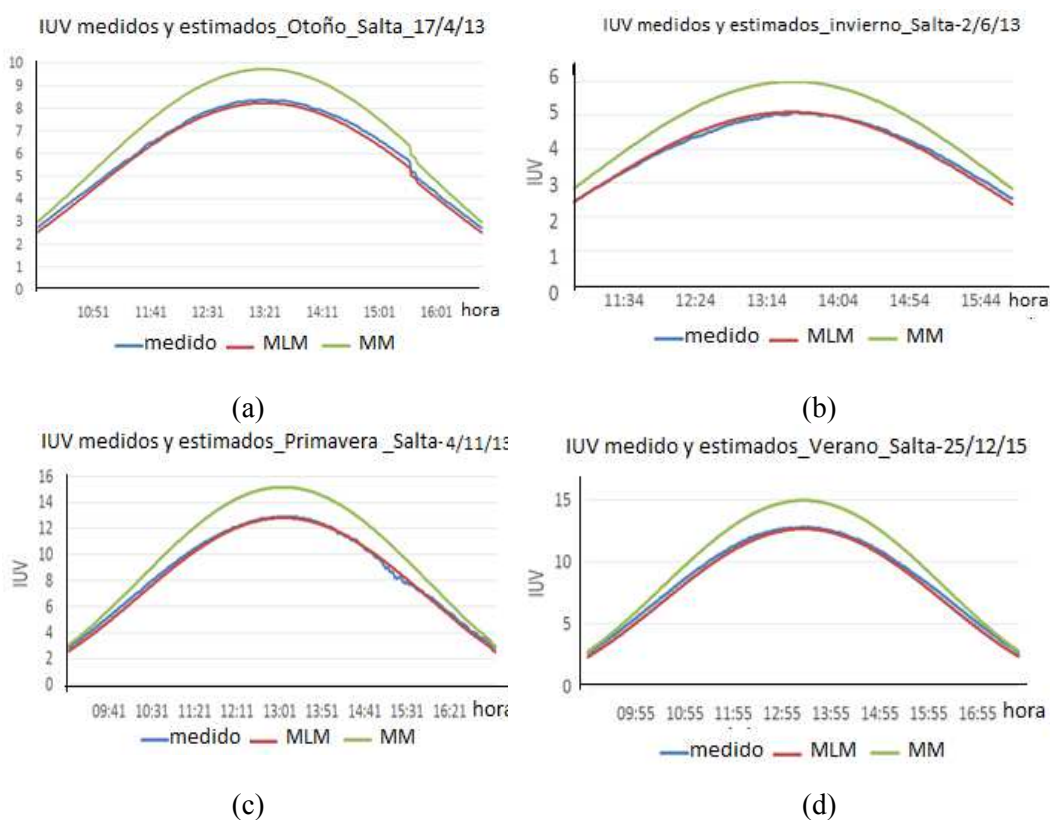 IUV medidos y estimados_Otoño_Salta_17/4/13
10
9
8
7
6
5
4
3
2
1
0
10:51 11:41 12:31 13:21 14:11 15:01 16:01 hora
medido MLM MM
(a)
IUV medidos y estimados_invierno_Salta-2/6/13
6
5
4
3
2
1
0
IUV
11:34 12:24 13:14 14:04 14:54 15:44 hora
medido MLM MM
(b)
IUV medidos y estimados_Primavera _Salta-4/11/13
16
14
12
10
8
6
4
2
0
IUV
09:41 10:31 11:21 12:11 13:01 13:51 14:41 15:31 16:21 hora
medido MLM MM
(c)
IUV medido y estimados_Verano_Salta-25/12/15
15
10
5
0
IUV
09:55 10:55 11:55 12:55 13:55 14:55 15:55 16:55 hora
medido MLM MM
(d)